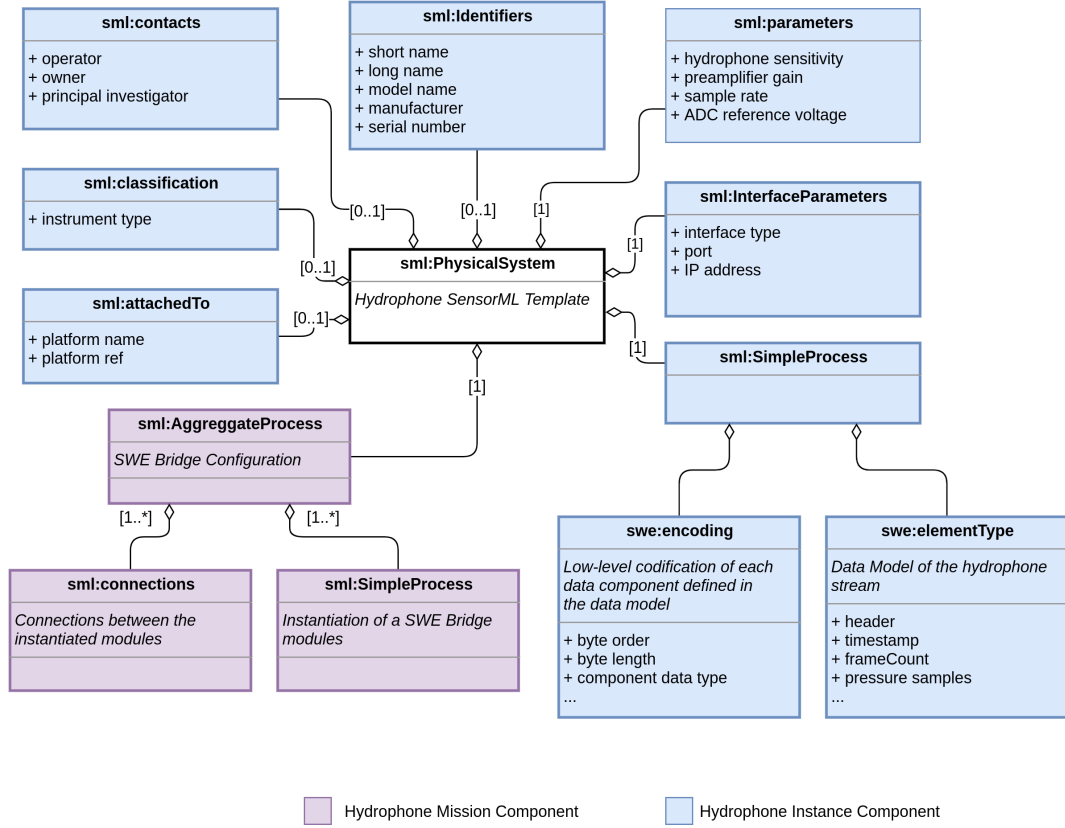 sml:contacts
+ operator
+ owner
+ principal investigator
sml:Identifiers
+ short name
+ long name
+ model name
+ manufacturer
+ serial number
sml:parameters
+ hydrophone sensitivity
+ preamplifier gain
+ sample rate
+ ADC reference voltage
sml:classification
+ instrument type
[0..1]
[0..1]
[1]
sml:InterfaceParameters
+ interface type
+ port
+ IP address
[0..1]
sml:PhysicalSystem
Hydrophone SensorML Template
[1]
sml:attachedTo
+ platform name
+ platform ref
[0..1]
[1]
sml:SimpleProcess
[1]
sml:AggreggateProcess
SWE Bridge Configuration
[1..*]
[1..*]
sml:connections
Connections between the
instantiated modules
sml:SimpleProcess
Instantiation of a SWE Bridge
modules
swe:encoding
Low-level codification of each
data component defined in
the data model
+ byte order
+ byte length
+ component data type
...
swe:elementType
Data Model of the hydrophone
stream
+ header
+ timestamp
+ frameCount
+ pressure samples
...
Hydrophone Mission Component
Hydrophone Instance Component